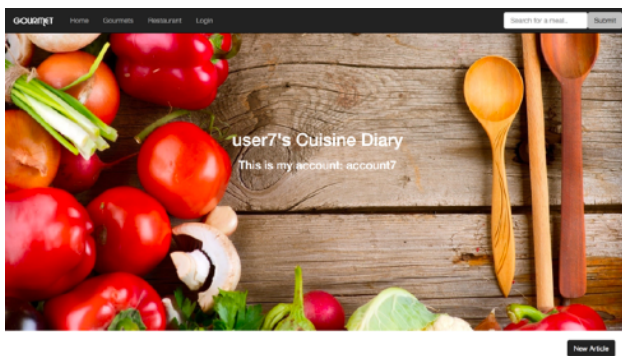 GOURMET Home Gourmets Restaurant Login Search for a meal.. Submit
user7's Cuisine Diary
This is my account: account7
New Article